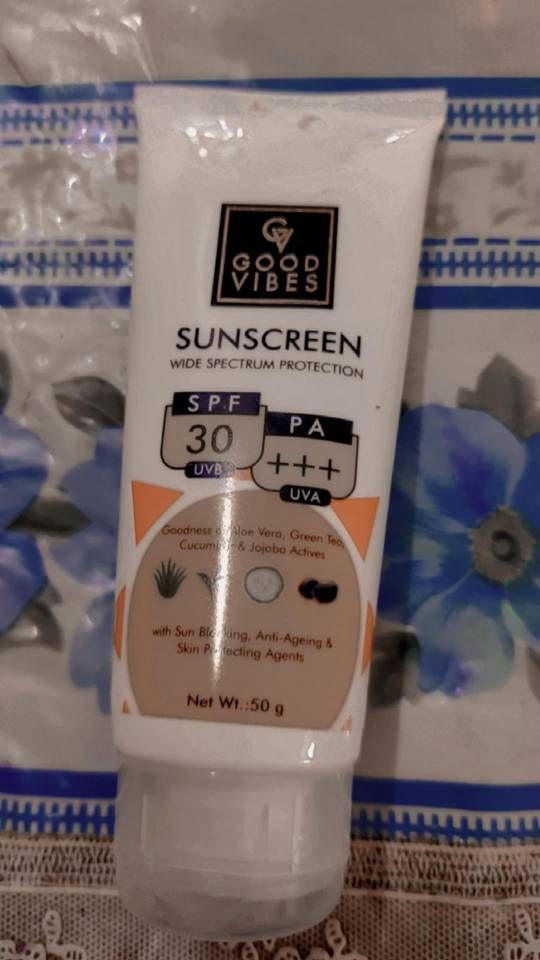 GV
GOOD
VIBES
SUNSCREEN
WIDE SPECTRUM PROTECTION
SPF
30
UVB
PA
+++
UVA
Goodness of Aloe Vera, Green Tea,
Cucumber & Jojoba Actives
with Sun Blocking, Anti-Ageing &
Skin Protecting Agents
Net Wt.:50 g